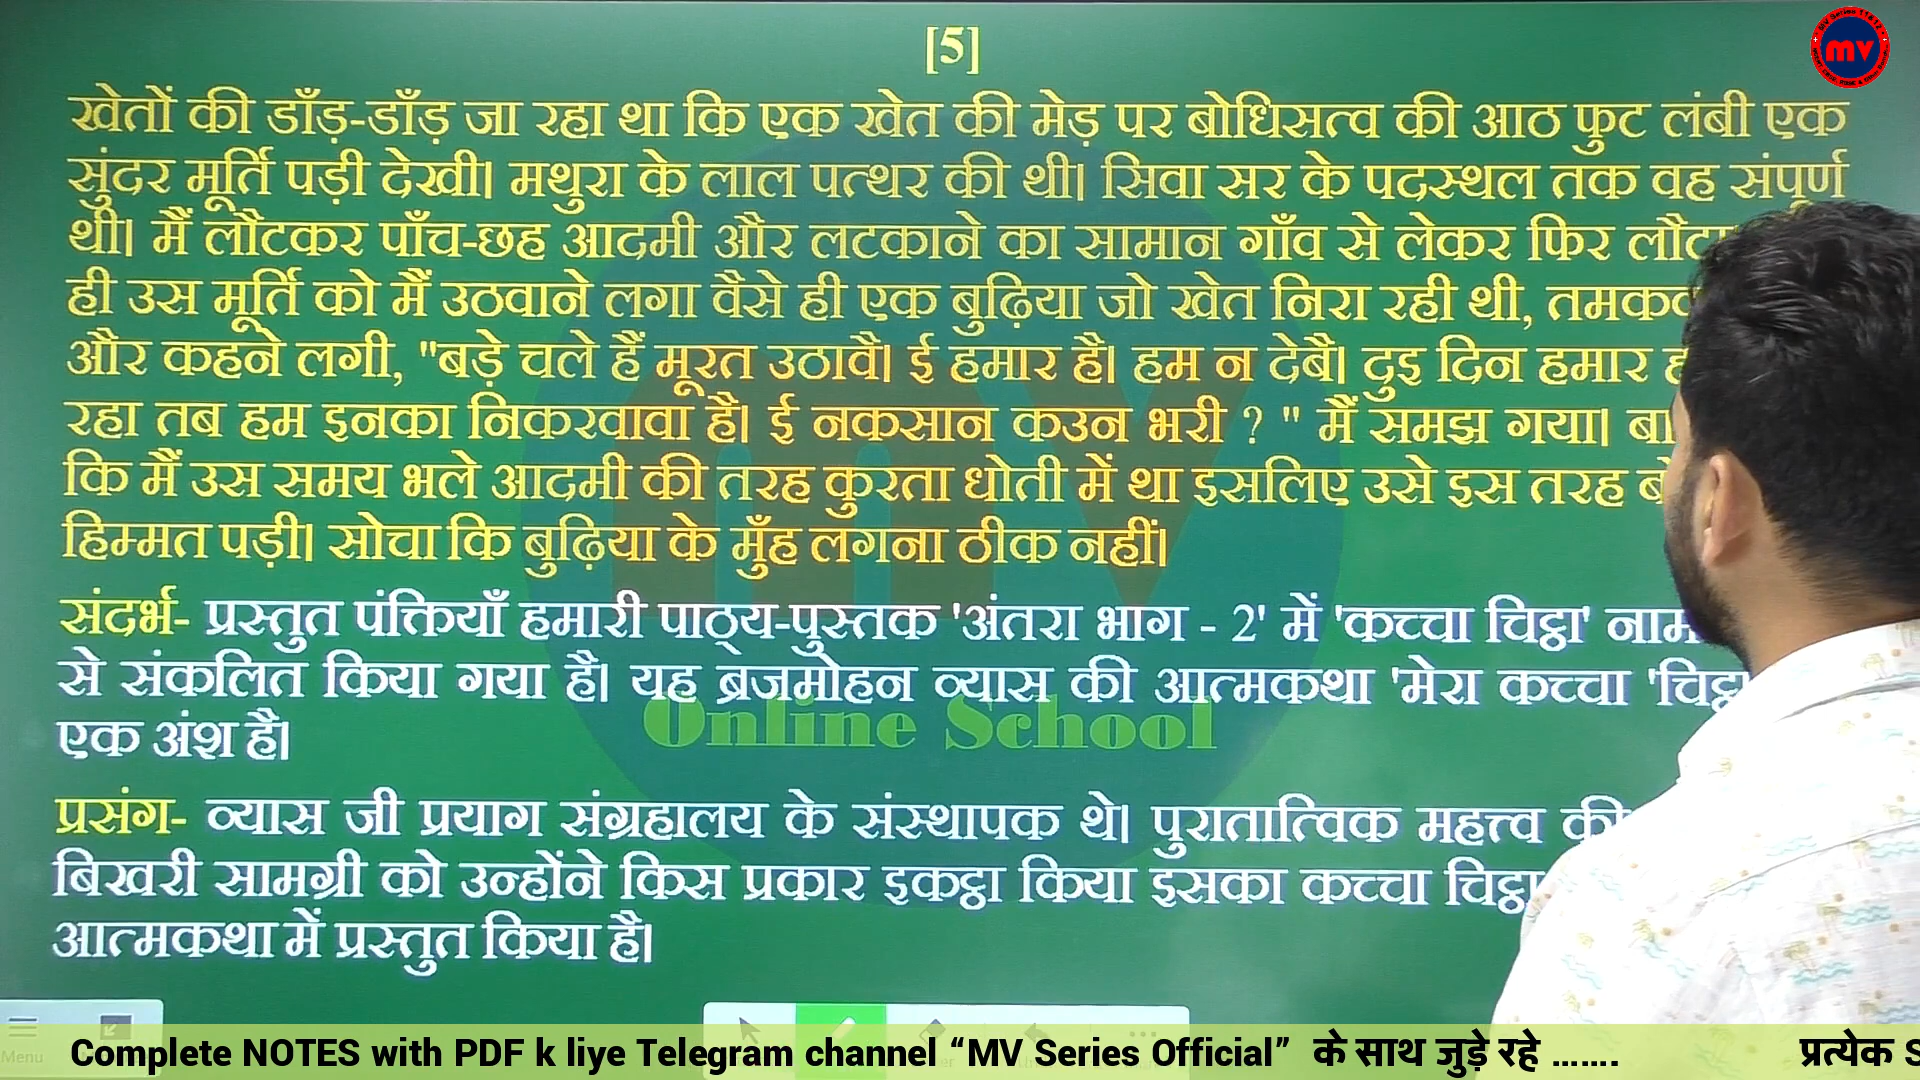 [5]
mv
खेतों की डाँड़-डाँड़ जा रहा था कि एक खेत की मेड़ पर बोधिसत्व की आठ फुट लंबी एक
सुंदर मूर्ति पड़ी देखी। मथुरा के लाल पत्थर की थी। सिवा सर के पदस्थल तक वह संपूर्ण
थी। मैं लौटकर पाँच-छह आदमी और लटकाने का सामान गाँव से लेकर फिर
ही उस मूर्ति को मैं उठवाने लगा वैसे ही एक बुढ़िया जो खेत निरा रही थी,
और कहने लगी, "बड़े चले हैं मूरत उठावै। ई हमार है। हम न देबै। दुइ दिन हमार
रहा तब हम इनका निकरवावा है। ई नकसान कउन भरी ? " मैं समझ गया।
कि मैं उस समय भले आदमी की तरह कुरता धोती में था इसलिए उसे इस तरह
हिम्मत पड़ी। सोचा कि बुढ़िया के मुँह लगना ठीक नहीं।
संदर्भ- प्रस्तुत पंक्तियाँ हमारी पाठ्य-पुस्तक 'अंतरा भाग - 2' में 'कच्चा चिट्ठा'
से संकलित किया गया है। यह ब्रजमोहन व्यास की आत्मकथा 'मेरा कच्चा
एक अंश है।
Online School
प्रसंग- व्यास जी प्रयाग संग्रहालय के संस्थापक थे। पुरातात्विक महत्त्व की
बिखरी सामग्री को उन्होंने किस प्रकार इकट्ठा किया इसका कच्चा चिट्ठा
आत्मकथा में प्रस्तुत किया है।
Menu
Complete NOTES with PDF k liye Telegram channel “MV Series Official” के साथ जुड़े रहे ....... प्रत्येक S